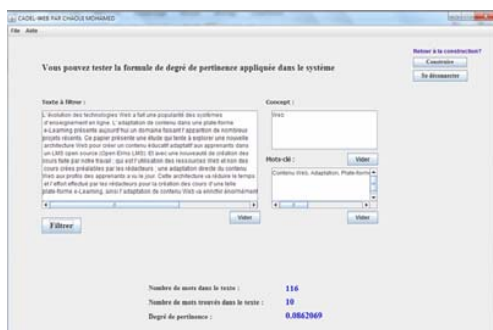 CADEL-WEB PAR CHAOUI MOHAMED
File Aide
Retour à la construction?
Construire
Se déconnecter
Vous pouvez tester la formule de degré de pertinence appliquée dans le système
Texte à filtrer :
L'évolution des technologies Web a fait une popularité des systèmes
d'enseignement en ligne. L'adaptation de contenu dans une plate-forme
e-Learning présente aujourd'hui un domaine faisant l'apparition de nombreux
projets récents. Ce papier présente une étude qui tente à explorer une nouvelle
architecture Web pour créer un contenu éducatif adaptatif aux apprenants dans
un LMS open source (Open Elms LMS). Et avec une nouveauté de création des
cours faite par notre travail ; qui est l'utilisation des ressources Web et non des
cours crées préalables par les rédacteurs ; une adaptation directe du contenu
Web aux profils des apprenants a vu le jour. Cette architecture va réduire le temps
et l'effort effectué par les rédacteurs pour la création des cours d'une telle
plate-forme e-Learning, ainsi l'adaptation de contenu Web va enrichir énormément
Vider
Filtrer
Concept :
Web
Vider
Mots-clé :
Contenu Web, Adaptation, Plate-forme
Vider
Nombre de mots dans le texte : 116
Nombre de mots trouvés dans le texte : 10
Degré de pertinence : 0.0862069